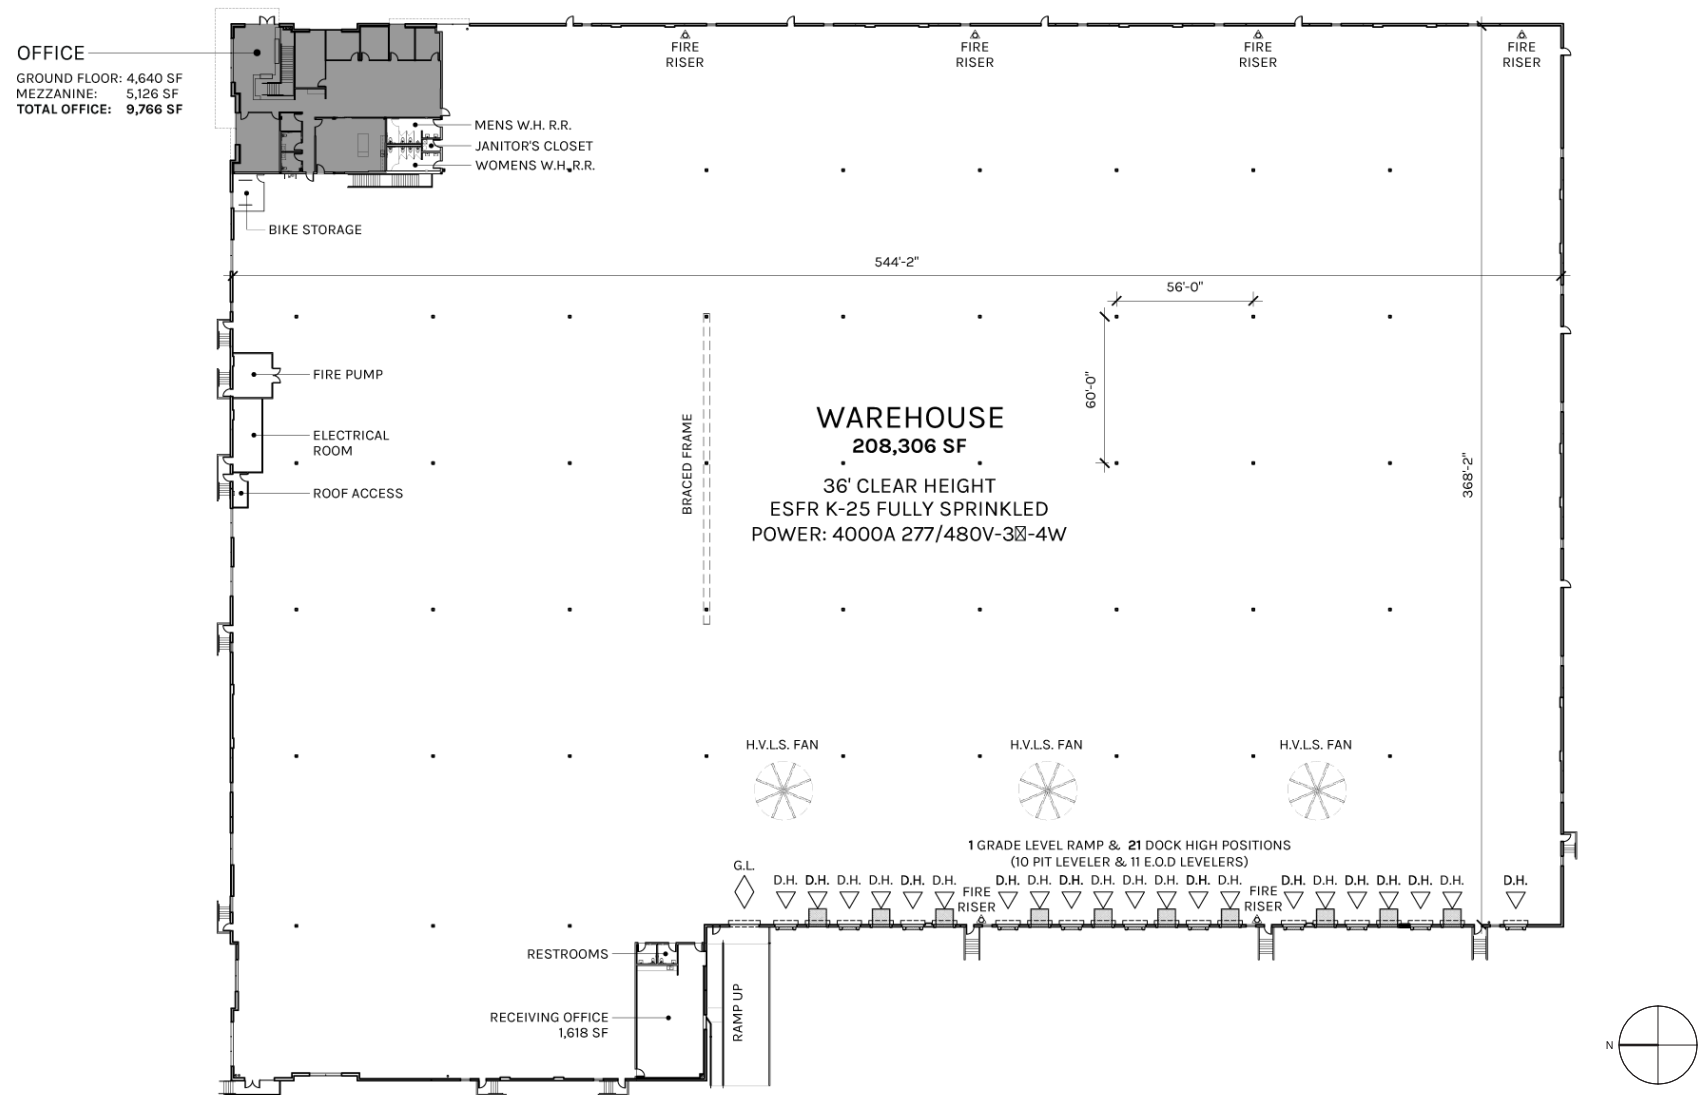 OFFICE
GROUND FLOOR: 4,640 SF
MEZZANINE: 5,126 SF
TOTAL OFFICE: 9,766 SF
FIRE
RISER
FIRE
RISER
FIRE
RISER
FIRE
RISER
MENS W.H. R.R.
JANITOR'S CLOSET
WOMENS W.H. R.R.
BIKE STORAGE
544'-2"
56'-0"
60'-0"
368'-2"
FIRE PUMP
ELECTRICAL
ROOM
ROOF ACCESS
BRACED FRAME
WAREHOUSE
208,306 SF
36' CLEAR HEIGHT
ESFR K-25 FULLY SPRINKLED
POWER: 4000A 277/480V-3☒-4W
H.V.L.S. FAN
H.V.L.S. FAN
H.V.L.S. FAN
1 GRADE LEVEL RAMP & 21 DOCK HIGH POSITIONS
(10 PIT LEVELER & 11 E.O.D LEVELERS)
G.L.
D.H. D.H. D.H. D.H. D.H. D.H.
FIRE
RISER
D.H. D.H. D.H. D.H. D.H. D.H. D.H. D.H.
FIRE
RISER
D.H. D.H. D.H. D.H. D.H. D.H. D.H.
RESTROOMS
RECEIVING OFFICE
1,618 SF
RAMP UP
N